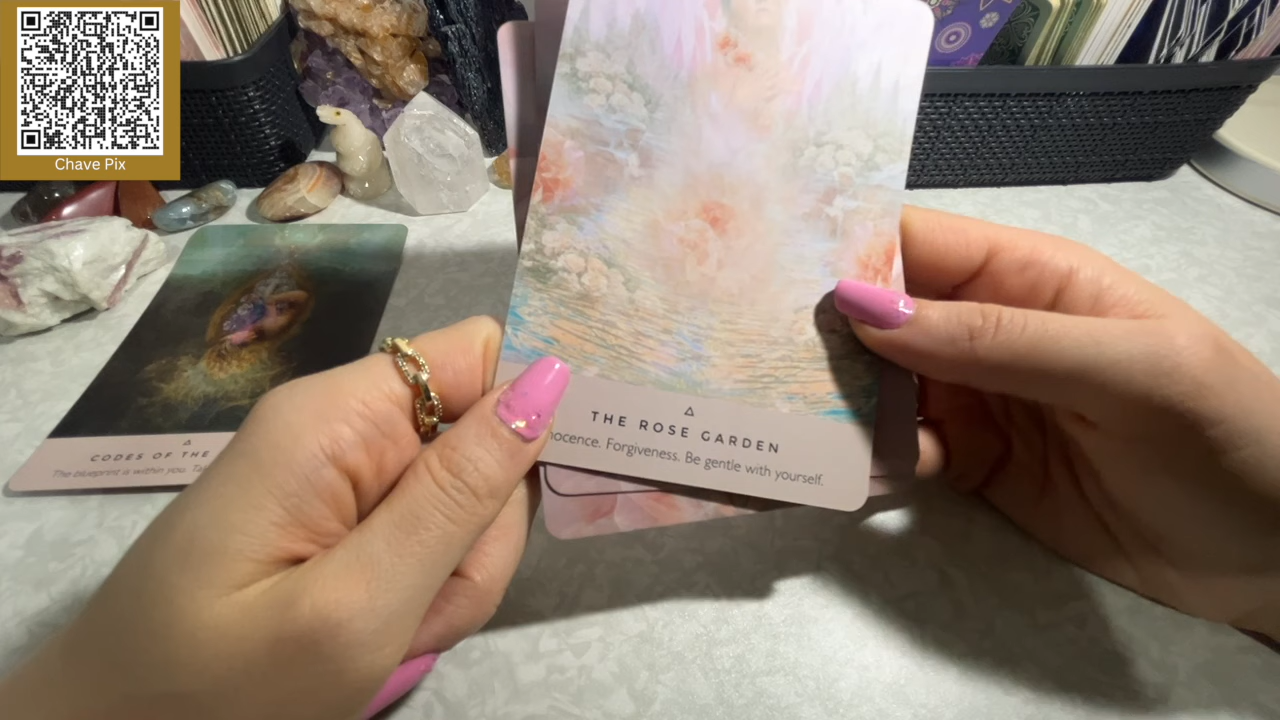 Chave Pix
CODES OF THE
The blueprint is within you.
THE ROSE GARDEN
nocence. Forgiveness. Be gentle with yourself.